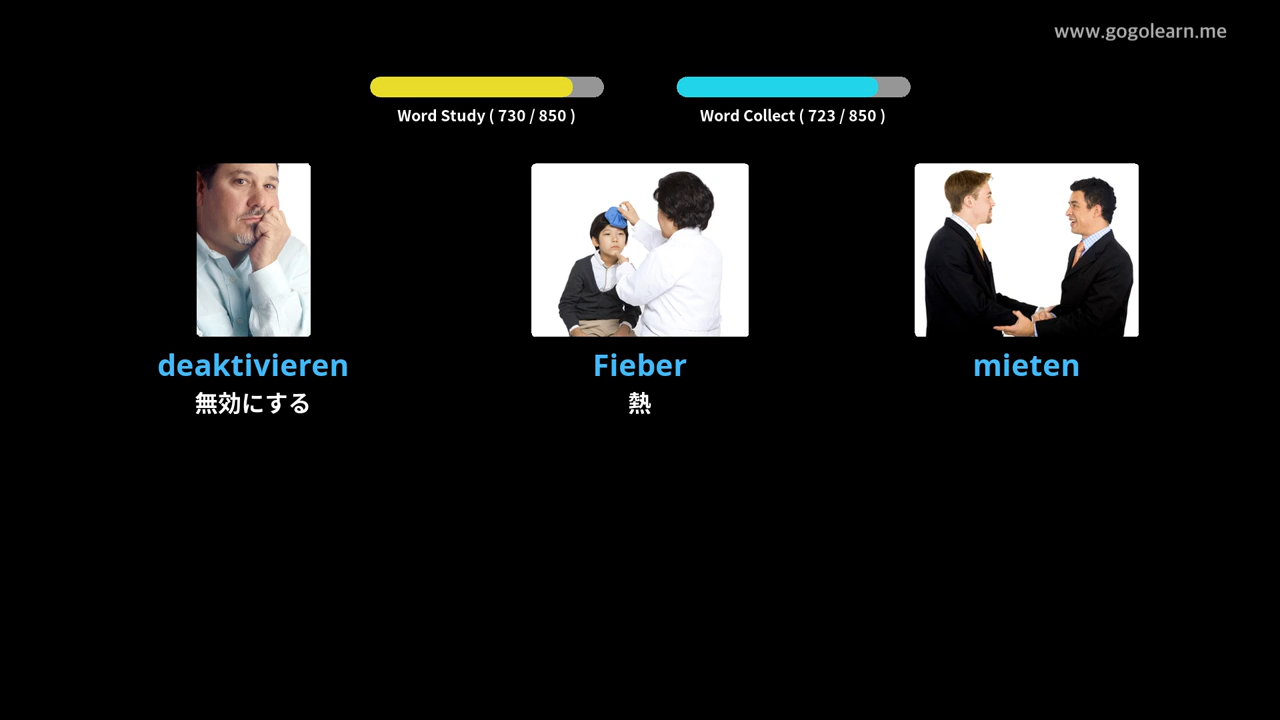 www.gogolearn.me
Word Study ( 730 / 850 )
Word Collect ( 723 / 850 )
deaktivieren
無効にする
Fieber
熱
mieten